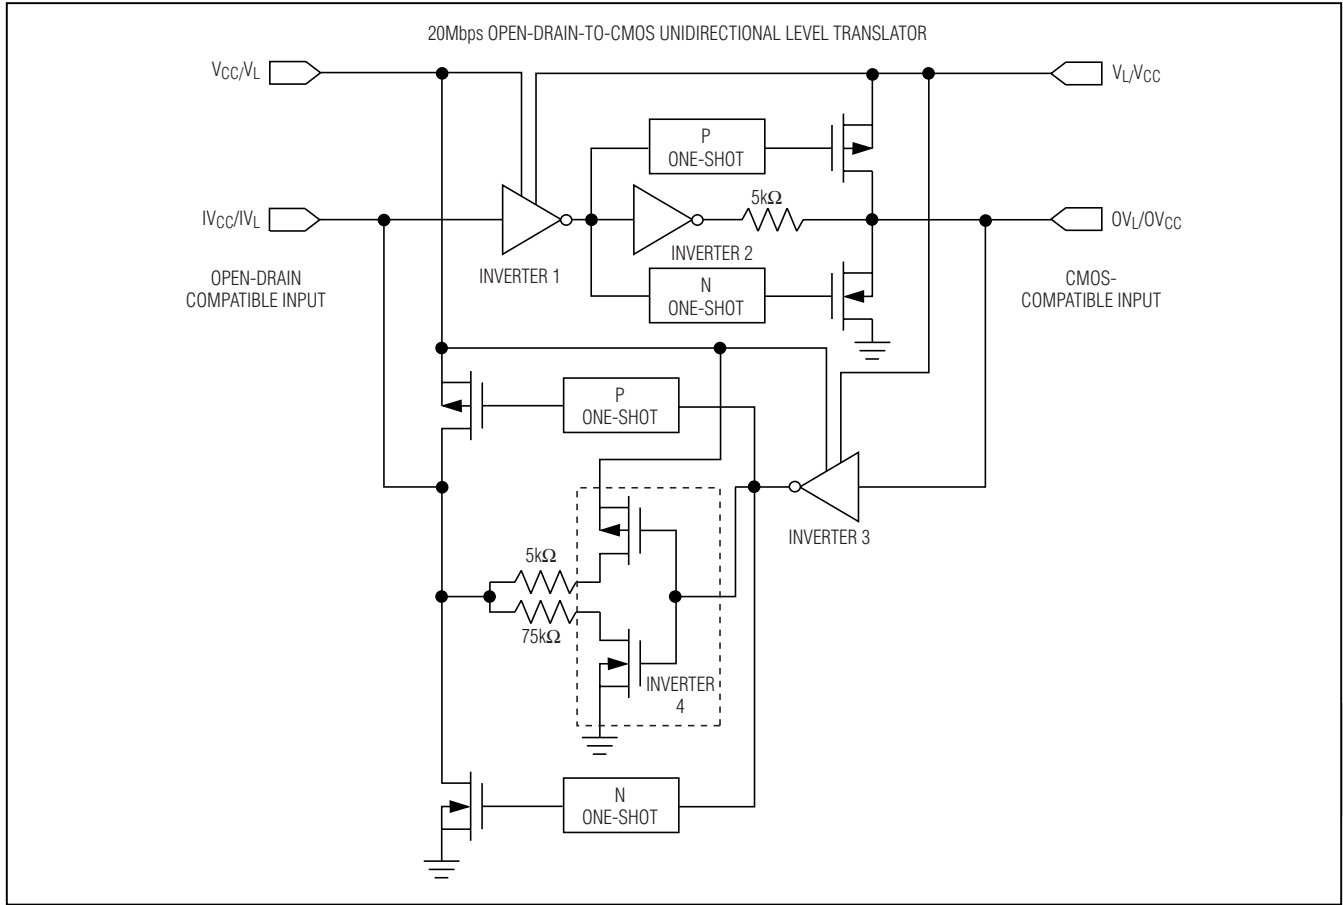 20Mbps OPEN-DRAIN-TO-CMOS UNIDIRECTIONAL LEVEL TRANSLATOR
VCC/VL
VL/VCC
P
ONE-SHOT
5kΩ
IVCC/IVL
OVL/OVCC
INVERTER 1
INVERTER 2
OPEN-DRAIN
COMPATIBLE INPUT
N
ONE-SHOT
CMOS-
COMPATIBLE INPUT
P
ONE-SHOT
INVERTER 3
5kΩ
75kΩ
INVERTER
4
N
ONE-SHOT